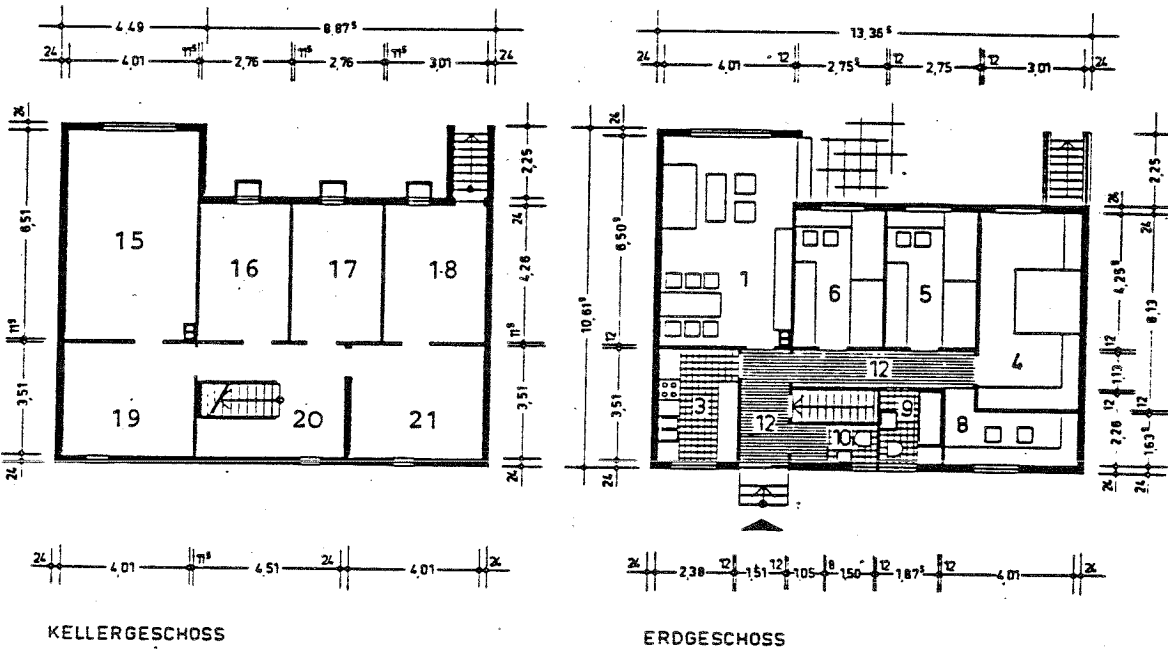 4,49 8,87⁵
24 4,01 11⁵ 2,76 11⁵ 2,76 11⁵ 3,01 24
24 6,51 11⁵ 3,51 24
2,25 24 4,26 11⁵ 3,51 24
15 16 17 18
19 20 21
24 4,01 11⁵ 4,51 24 4,01 24
KELLERGESCHOSS
13,36⁵
24 4,01 12 2,75⁵ 12 2,75 12 3,01 24
10,61⁵
24 6,50⁵ 12 3,51 24
26 4,25⁵ 12 1,13 12 2,26 24
2,25 24 8,13 12 1,63⁵ 24
1 6 5 4
12
3 12 10 9 8
24 2,38 12 1,51 12 1,05 8 1,50 12 1,87⁵ 12 4,01 24
ERDGESCHOSS